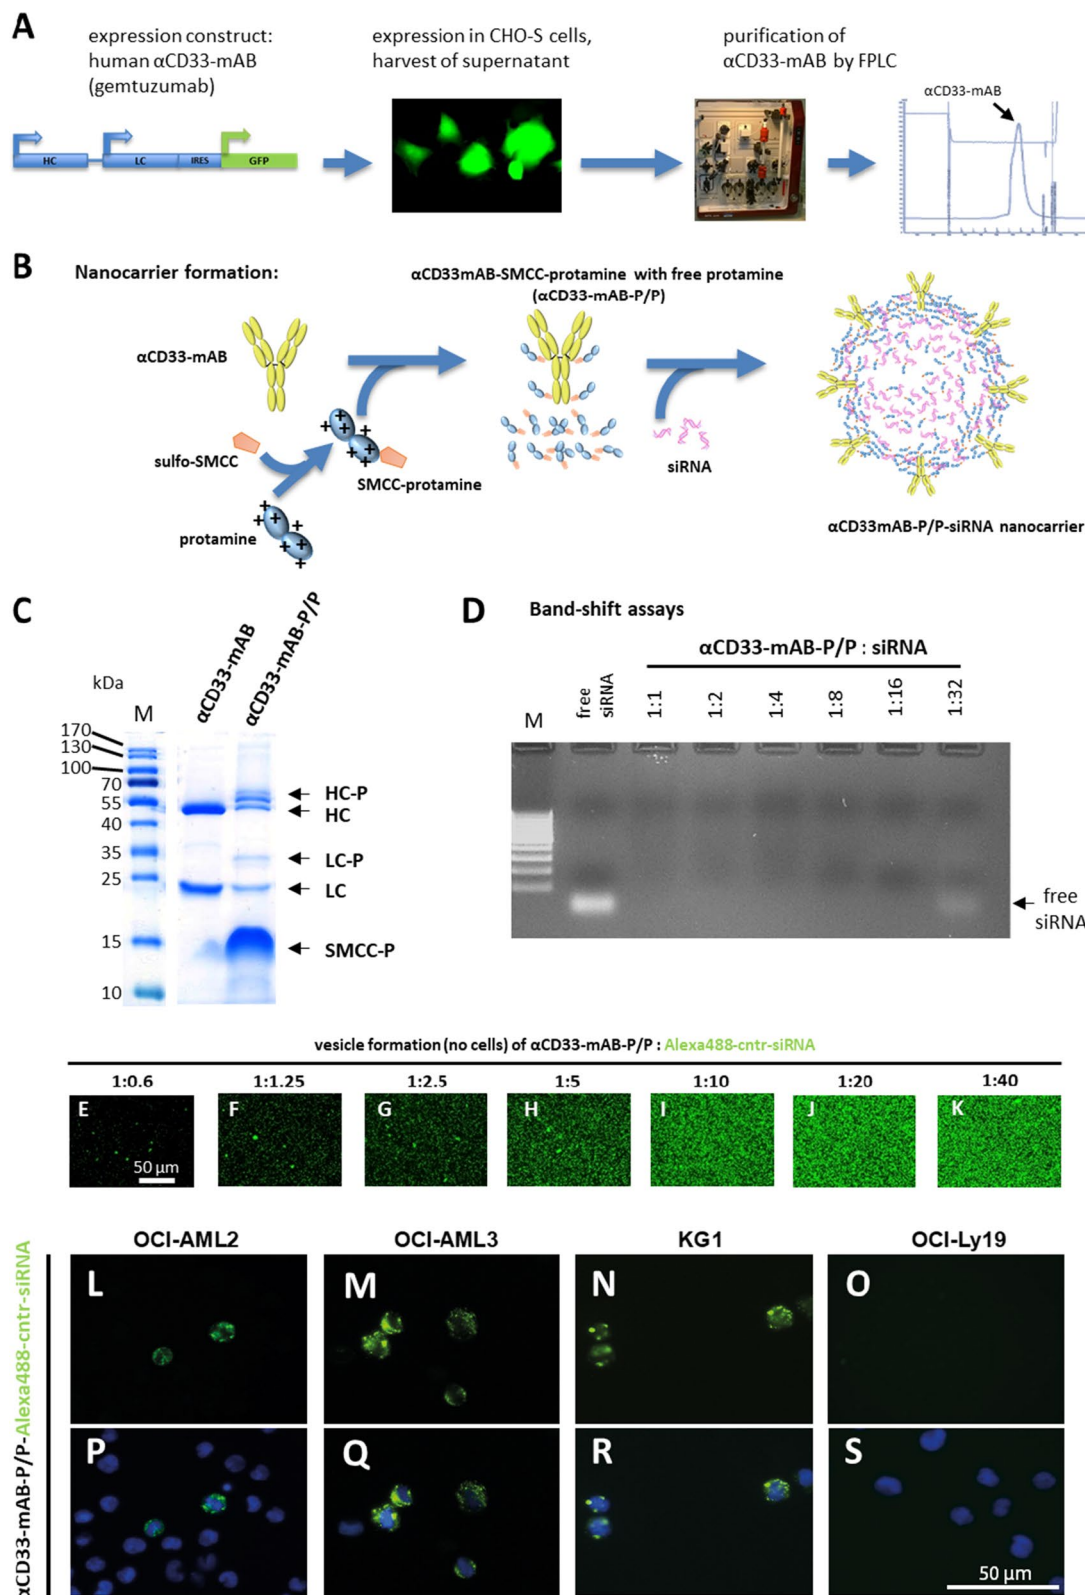 A
expression construct:
human αCD33-mAB
(gemtuzumab)
expression in CHO-S cells,
harvest of supernatant
purification of
αCD33-mAB by FPLC
αCD33-mAB
HC
LC
IRES
GFP
B
Nanocarrier formation:
αCD33mAB-SMCC-protamine with free protamine
(αCD33-mAB-P/P)
αCD33-mAB
sulfo-SMCC
SMCC-protamine
protamine
siRNA
αCD33mAB-P/P-siRNA nanocarrier
C
kDa
M
αCD33-mAB
αCD33-mAB-P/P
170
130
100
70
55
40
35
25
15
10
HC-P
HC
LC-P
LC
SMCC-P
D
Band-shift assays
αCD33-mAB-P/P : siRNA
M
free
siRNA
1:1
1:2
1:4
1:8
1:16
1:32
free
siRNA
vesicle formation (no cells) of αCD33-mAB-P/P : Alexa488-cntr-siRNA
1:0.6
1:1.25
1:2.5
1:5
1:10
1:20
1:40
E
F
G
H
I
J
K
50 µm
αCD33-mAB-P/P-Alexa488-cntr-siRNA
OCI-AML2
OCI-AML3
KG1
OCI-Ly19
L
M
N
O
P
Q
R
S
50 µm